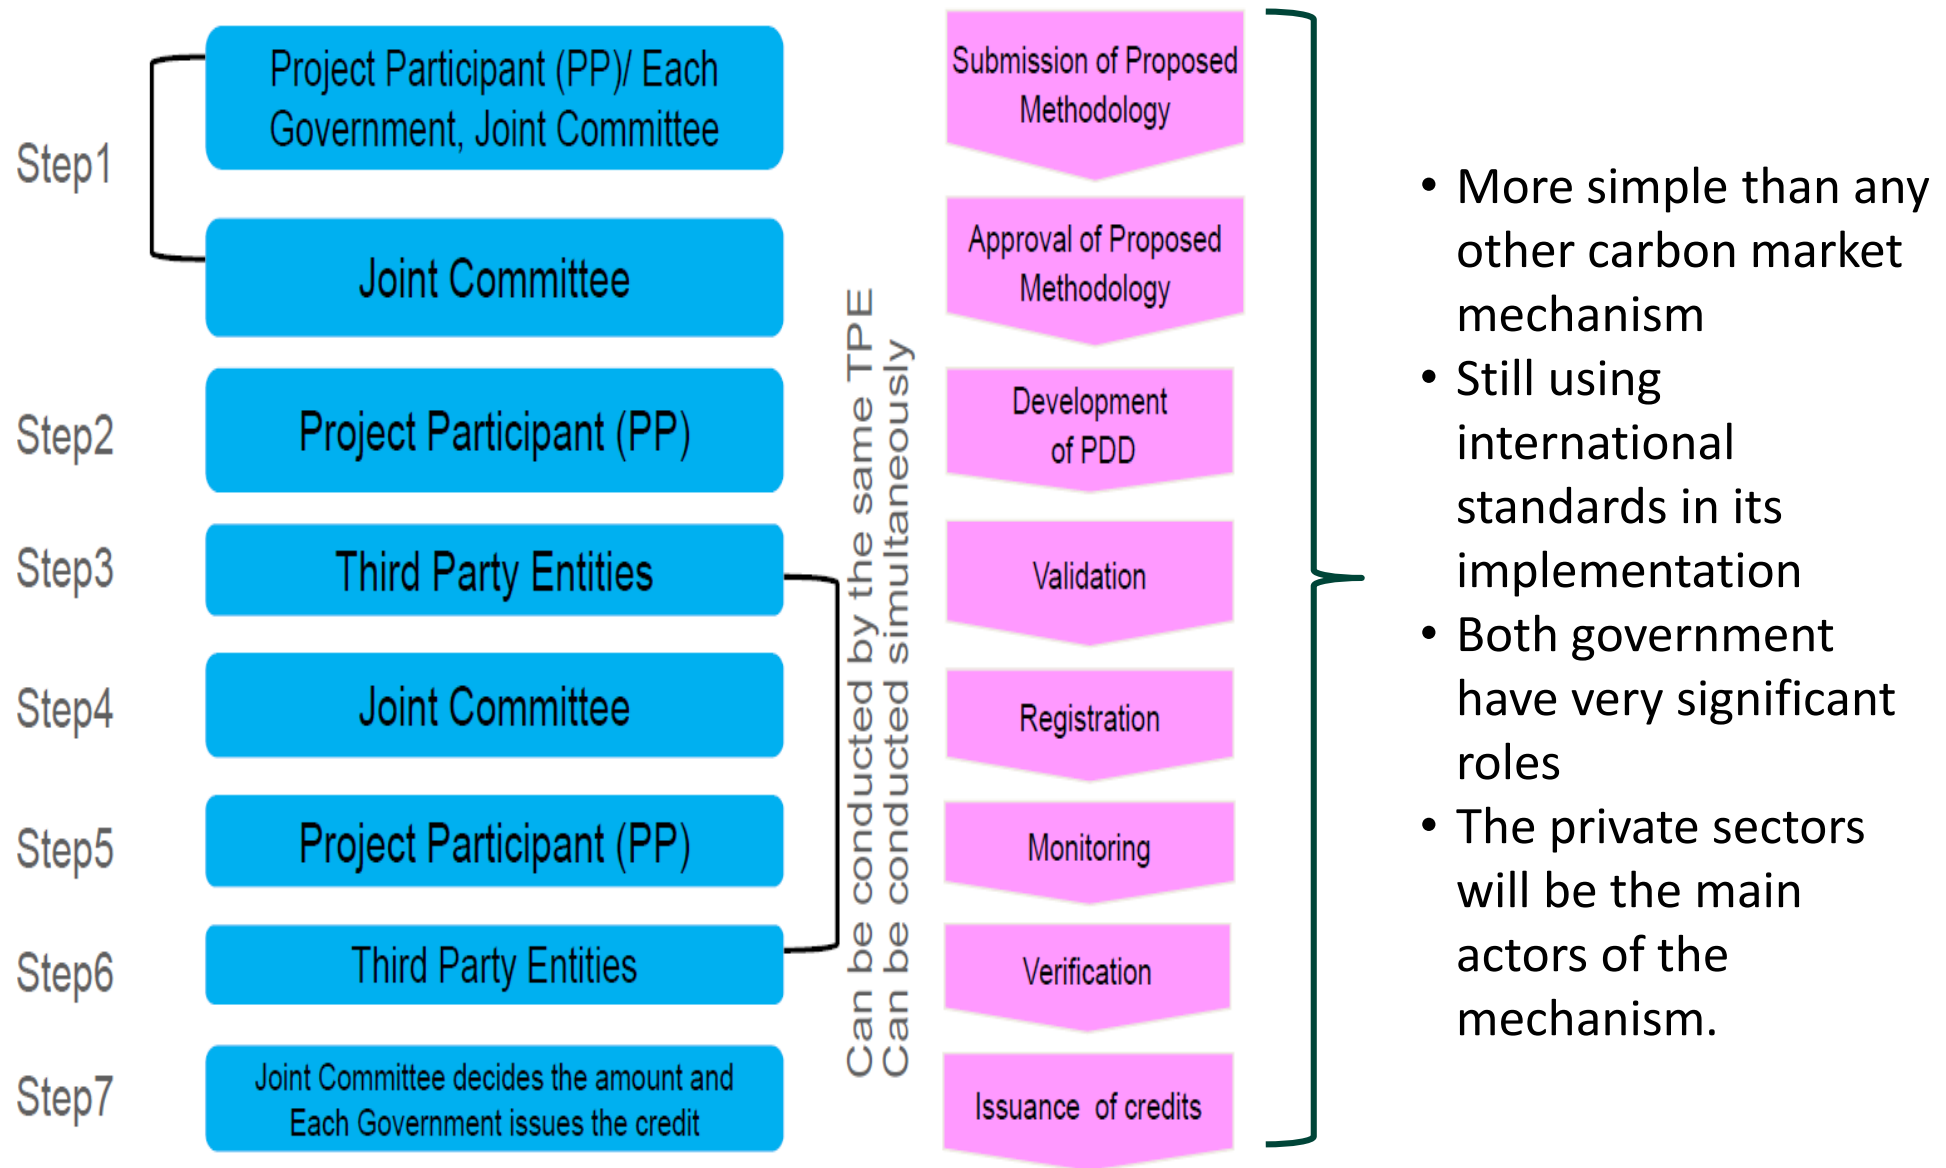 Step1
Project Participant (PP)/ Each
Government, Joint Committee
Joint Committee
Step2
Project Participant (PP)
Step3
Third Party Entities
Step4
Joint Committee
Step5
Project Participant (PP)
Step6
Third Party Entities
Step7
Joint Committee decides the amount and
Each Government issues the credit
Can be conducted by the same TPE
Can be conducted simultaneously
Submission of Proposed
Methodology
Approval of Proposed
Methodology
Development
of PDD
Validation
Registration
Monitoring
Verification
Issuance of credits
• More simple than any
other carbon market
mechanism
• Still using
international
standards in its
implementation
• Both government
have very significant
roles
• The private sectors
will be the main
actors of the
mechanism.